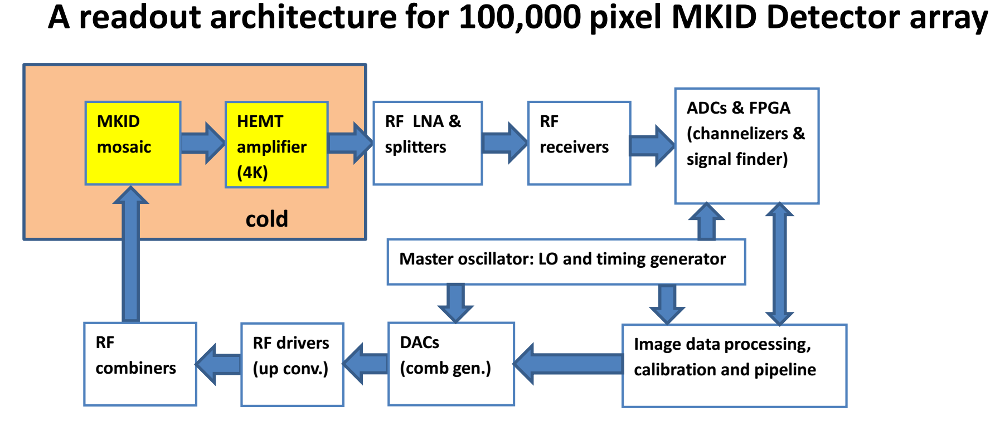 A readout architecture for 100,000 pixel MKID Detector array
MKID
mosaic
HEMT
amplifier
(4K)
cold
RF LNA &
splitters
RF
receivers
ADCs & FPGA
(channelizers &
signal finder)
Master oscillator: LO and timing generator
RF
combiners
RF drivers
(up conv.)
DACs
(comb gen.)
Image data processing,
calibration and pipeline